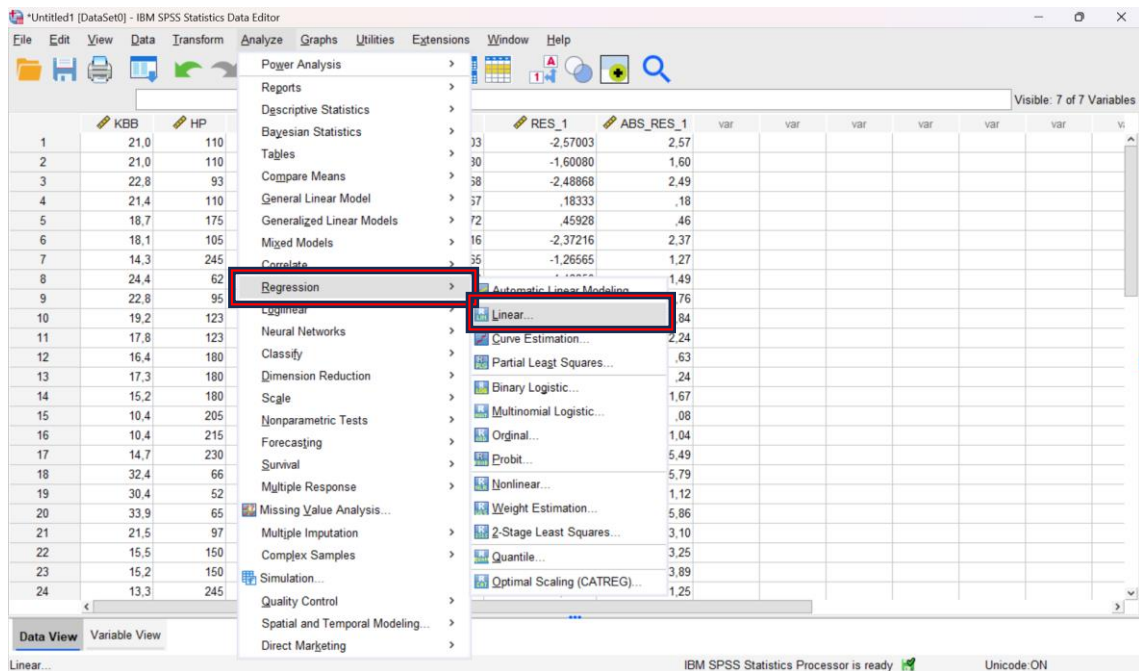 *Untitled1 [DataSet0] - IBM SPSS Statistics Data Editor
File Edit View Data Transform Analyze Graphs Utilities Extensions Window Help
Visible: 7 of 7 Variables
KBB HP RES_1 ABS_RES_1 var var var var var var
1 21,0 110 03 -2,57003 2,57
2 21,0 110 80 -1,60080 1,60
3 22,8 93 68 -2,48868 2,49
4 21,4 110 67 ,18333 ,18
5 18,7 175 72 ,45928 ,46
6 18,1 105 16 -2,37216 2,37
7 14,3 245 65 -1,26565 1,27
8 24,4 62 1,49
9 22,8 95 ,76
10 19,2 123 ,84
11 17,8 123 2,24
12 16,4 180 ,63
13 17,3 180 ,24
14 15,2 180 1,67
15 10,4 205 ,08
16 10,4 215 1,04
17 14,7 230 5,49
18 32,4 66 5,79
19 30,4 52 1,12
20 33,9 65 5,86
21 21,5 97 3,10
22 15,5 150 3,25
23 15,2 150 3,89
24 13,3 245 1,25
Power Analysis
Reports
Descriptive Statistics
Bayesian Statistics
Tables
Compare Means
General Linear Model
Generalized Linear Models
Mixed Models
Correlate
Regression
Loglinear
Neural Networks
Classify
Dimension Reduction
Scale
Nonparametric Tests
Forecasting
Survival
Multiple Response
Missing Value Analysis...
Multiple Imputation
Complex Samples
Simulation...
Quality Control
Spatial and Temporal Modeling...
Direct Marketing
Automatic Linear Modeling
Linear...
Curve Estimation...
Partial Least Squares...
Binary Logistic...
Multinomial Logistic...
Ordinal...
Probit...
Nonlinear...
Weight Estimation...
2-Stage Least Squares...
Quantile...
Optimal Scaling (CATREG)...
Data View Variable View
Linear... IBM SPSS Statistics Processor is ready Unicode:ON